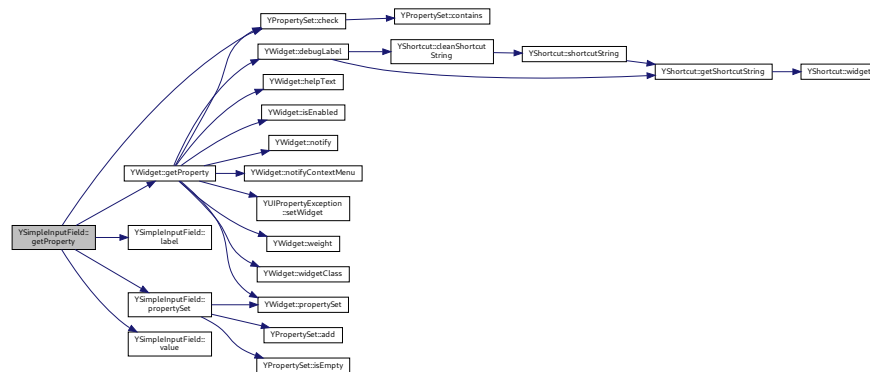 YPropertySet::check
YPropertySet::contains
YWidget::debugLabel
YShortcut::cleanShortcut
String
YShortcut::shortcutString
YShortcut::getShortcutString
YShortcut::widget
YWidget::helpText
YWidget::isEnabled
YWidget::notify
YWidget::getProperty
YWidget::notifyContextMenu
YUIPropertyException
::setWidget
YSimpleInputField::
getProperty
YSimpleInputField::
label
YWidget::weight
YWidget::widgetClass
YSimpleInputField::
propertySet
YWidget::propertySet
YPropertySet::add
YSimpleInputField::
value
YPropertySet::isEmpty